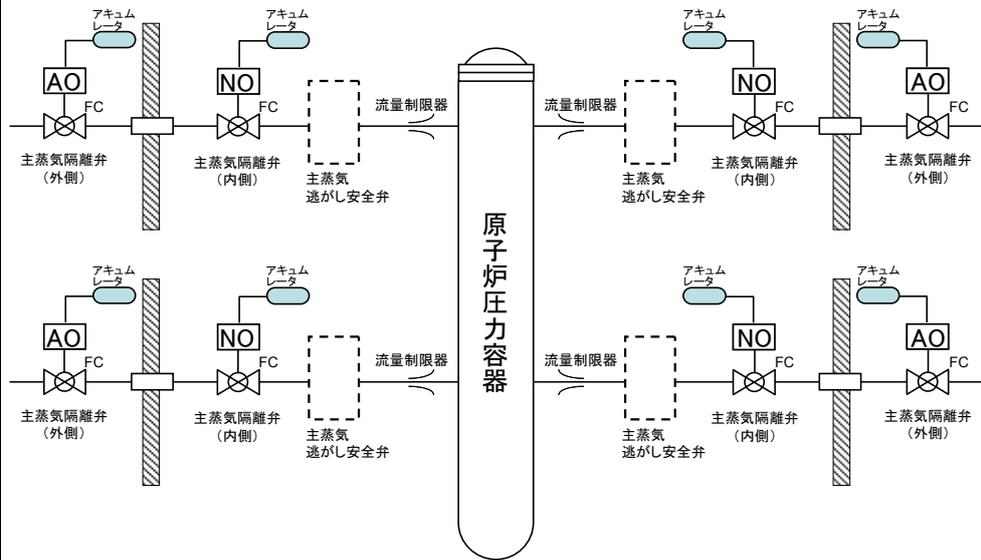 アキュム
レータ
アキュム
レータ
アキュム
レータ
アキュム
レータ
AO
NO
NO
AO
FC
FC
流量制限器
流量制限器
FC
FC
主蒸気隔離弁
(外側)
主蒸気隔離弁
(内側)
主蒸気
逃がし安全弁
主蒸気
逃がし安全弁
主蒸気隔離弁
(内側)
主蒸気隔離弁
(外側)
原子炉圧力容器
アキュム
レータ
アキュム
レータ
アキュム
レータ
アキュム
レータ
AO
NO
NO
AO
FC
FC
流量制限器
流量制限器
FC
FC
主蒸気隔離弁
(外側)
主蒸気隔離弁
(内側)
主蒸気
逃がし安全弁
主蒸気
逃がし安全弁
主蒸気隔離弁
(内側)
主蒸気隔離弁
(外側)